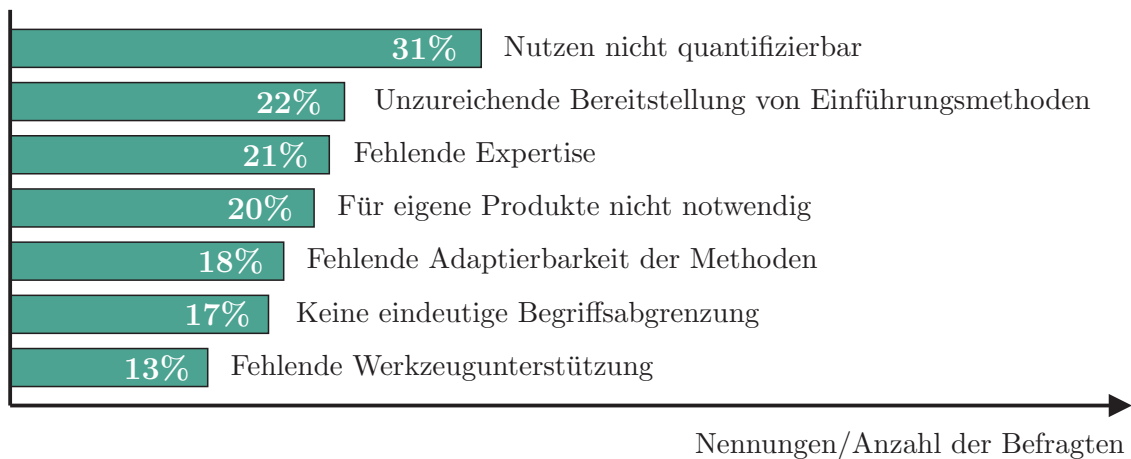 31% Nutzen nicht quantifizierbar
22% Unzureichende Bereitstellung von Einführungsmethoden
21% Fehlende Expertise
20% Für eigene Produkte nicht notwendig
18% Fehlende Adaptierbarkeit der Methoden
17% Keine eindeutige Begriffsabgrenzung
13% Fehlende Werkzeugunterstützung
Nennungen/Anzahl der Befragten